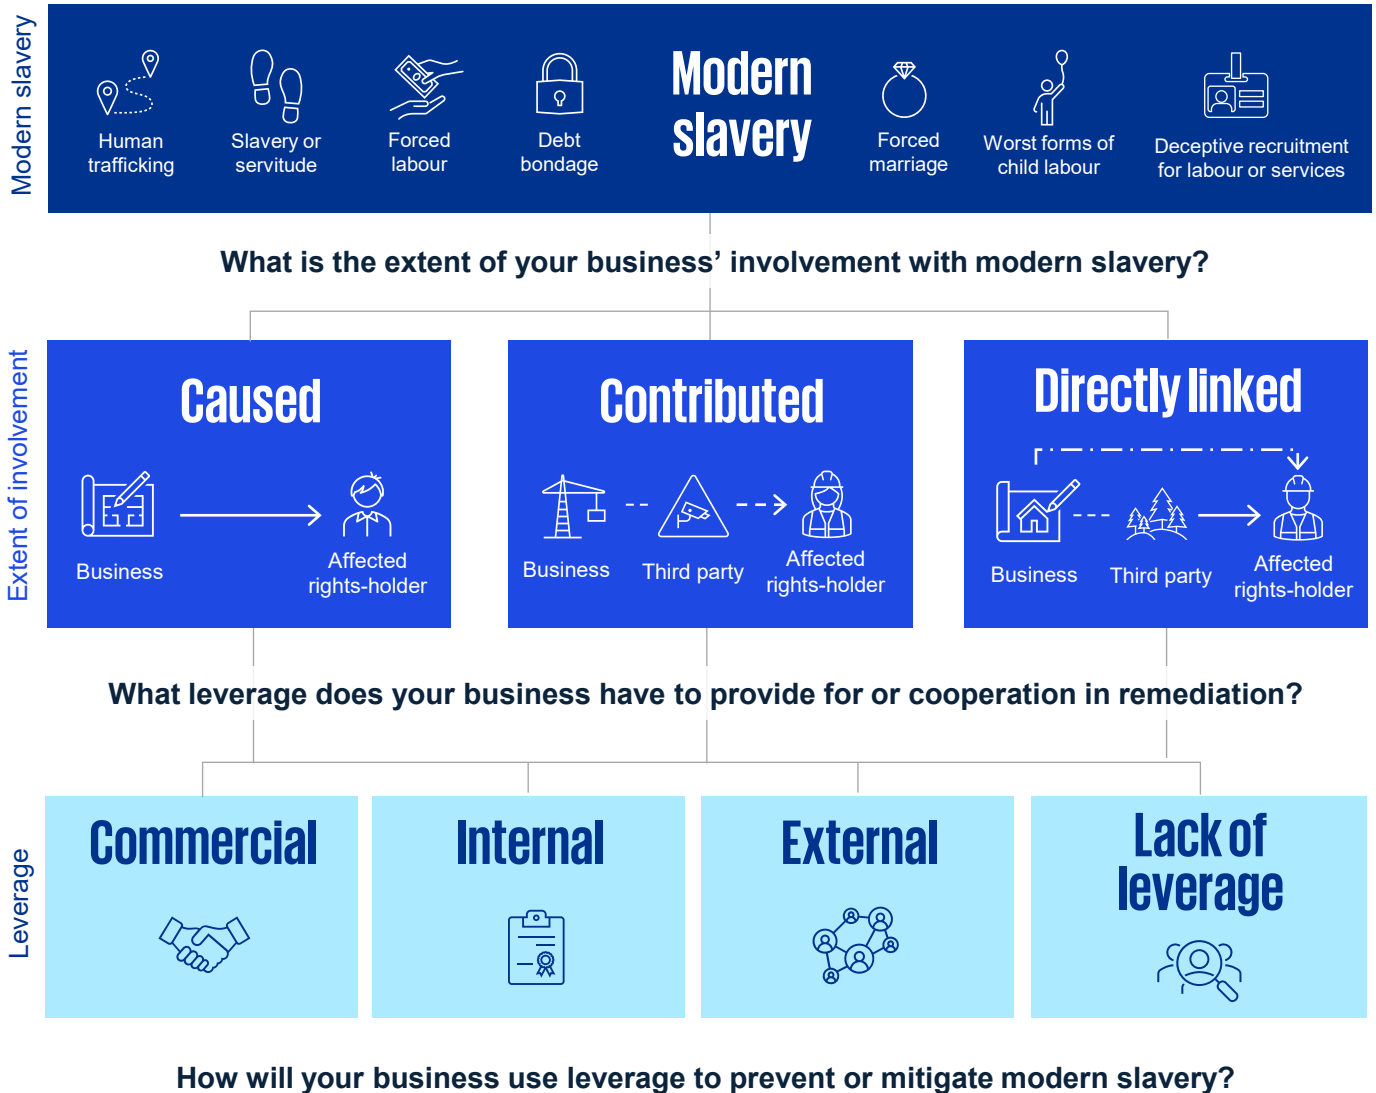 Modern slavery
Human
trafficking
Slavery or
servitude
Forced
labour
Debt
bondage
Modern
slavery
Forced
marriage
Worst forms of
child labour
Deceptive recruitment
for labour or services
What is the extent of your business’ involvement with modern slavery?
Extent of involvement
Caused
Business
Affected
rights-holder
Contributed
Business
Third party
Affected
rights-holder
Directly linked
Business
Third party
Affected
rights-holder
What leverage does your business have to provide for or cooperation in remediation?
Leverage
Commercial
Internal
External
Lack of
leverage
How will your business use leverage to prevent or mitigate modern slavery?